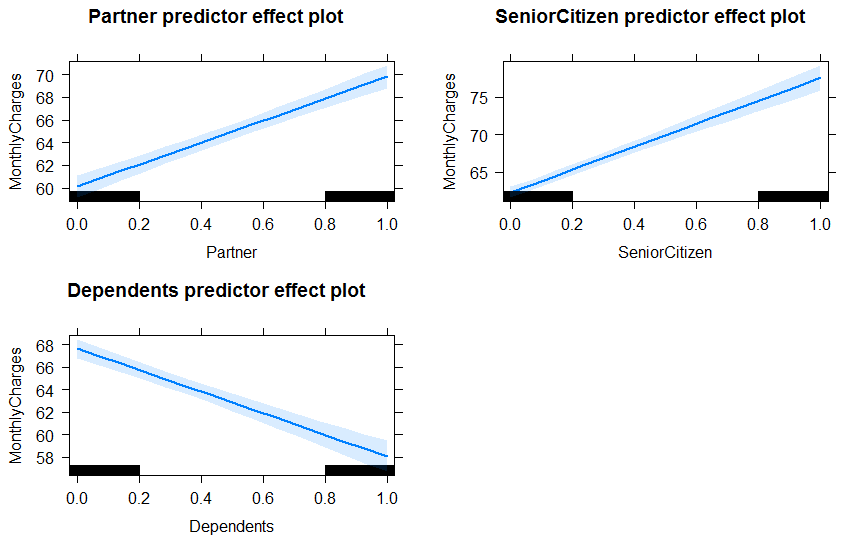 Partner predictor effect plot
MonthlyCharges
70
68
66
64
62
60
0.0 0.2 0.4 0.6 0.8 1.0
Partner
SeniorCitizen predictor effect plot
MonthlyCharges
75
70
65
0.0 0.2 0.4 0.6 0.8 1.0
SeniorCitizen
Dependents predictor effect plot
MonthlyCharges
68
66
64
62
60
58
0.0 0.2 0.4 0.6 0.8 1.0
Dependents